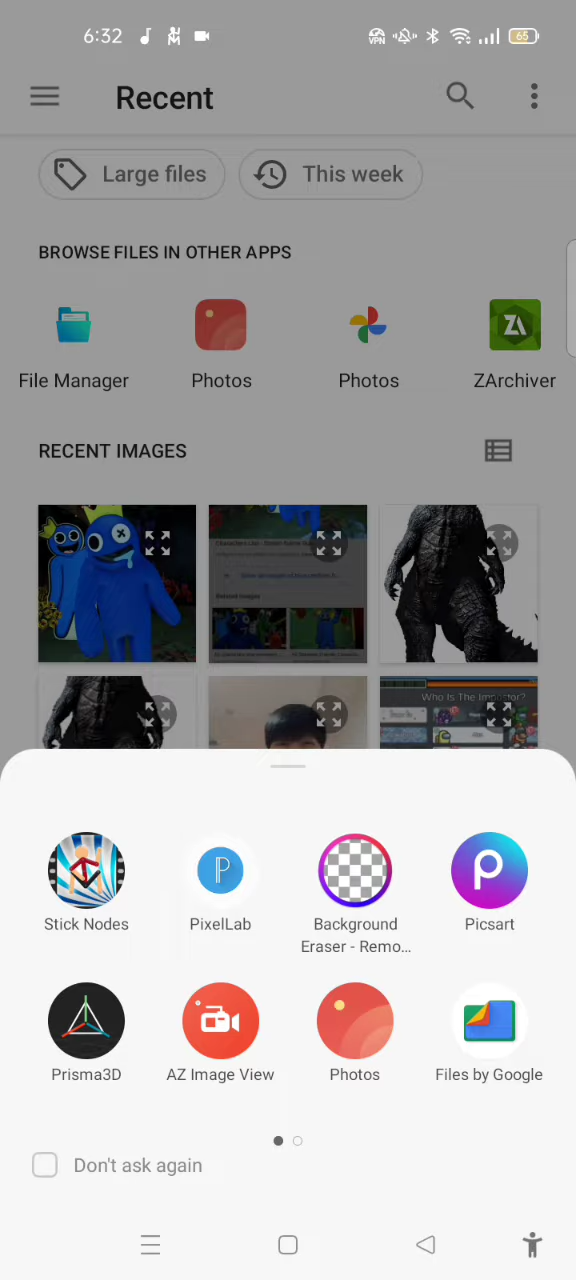 6:32
VPN
65
Recent
Large files
This week
BROWSE FILES IN OTHER APPS
File Manager
Photos
Photos
ZArchiver
RECENT IMAGES
Who Is The Impostor?
Stick Nodes
PixelLab
Background
Eraser - Remo...
Picsart
Prisma3D
AZ Image View
Photos
Files by Google
Don't ask again